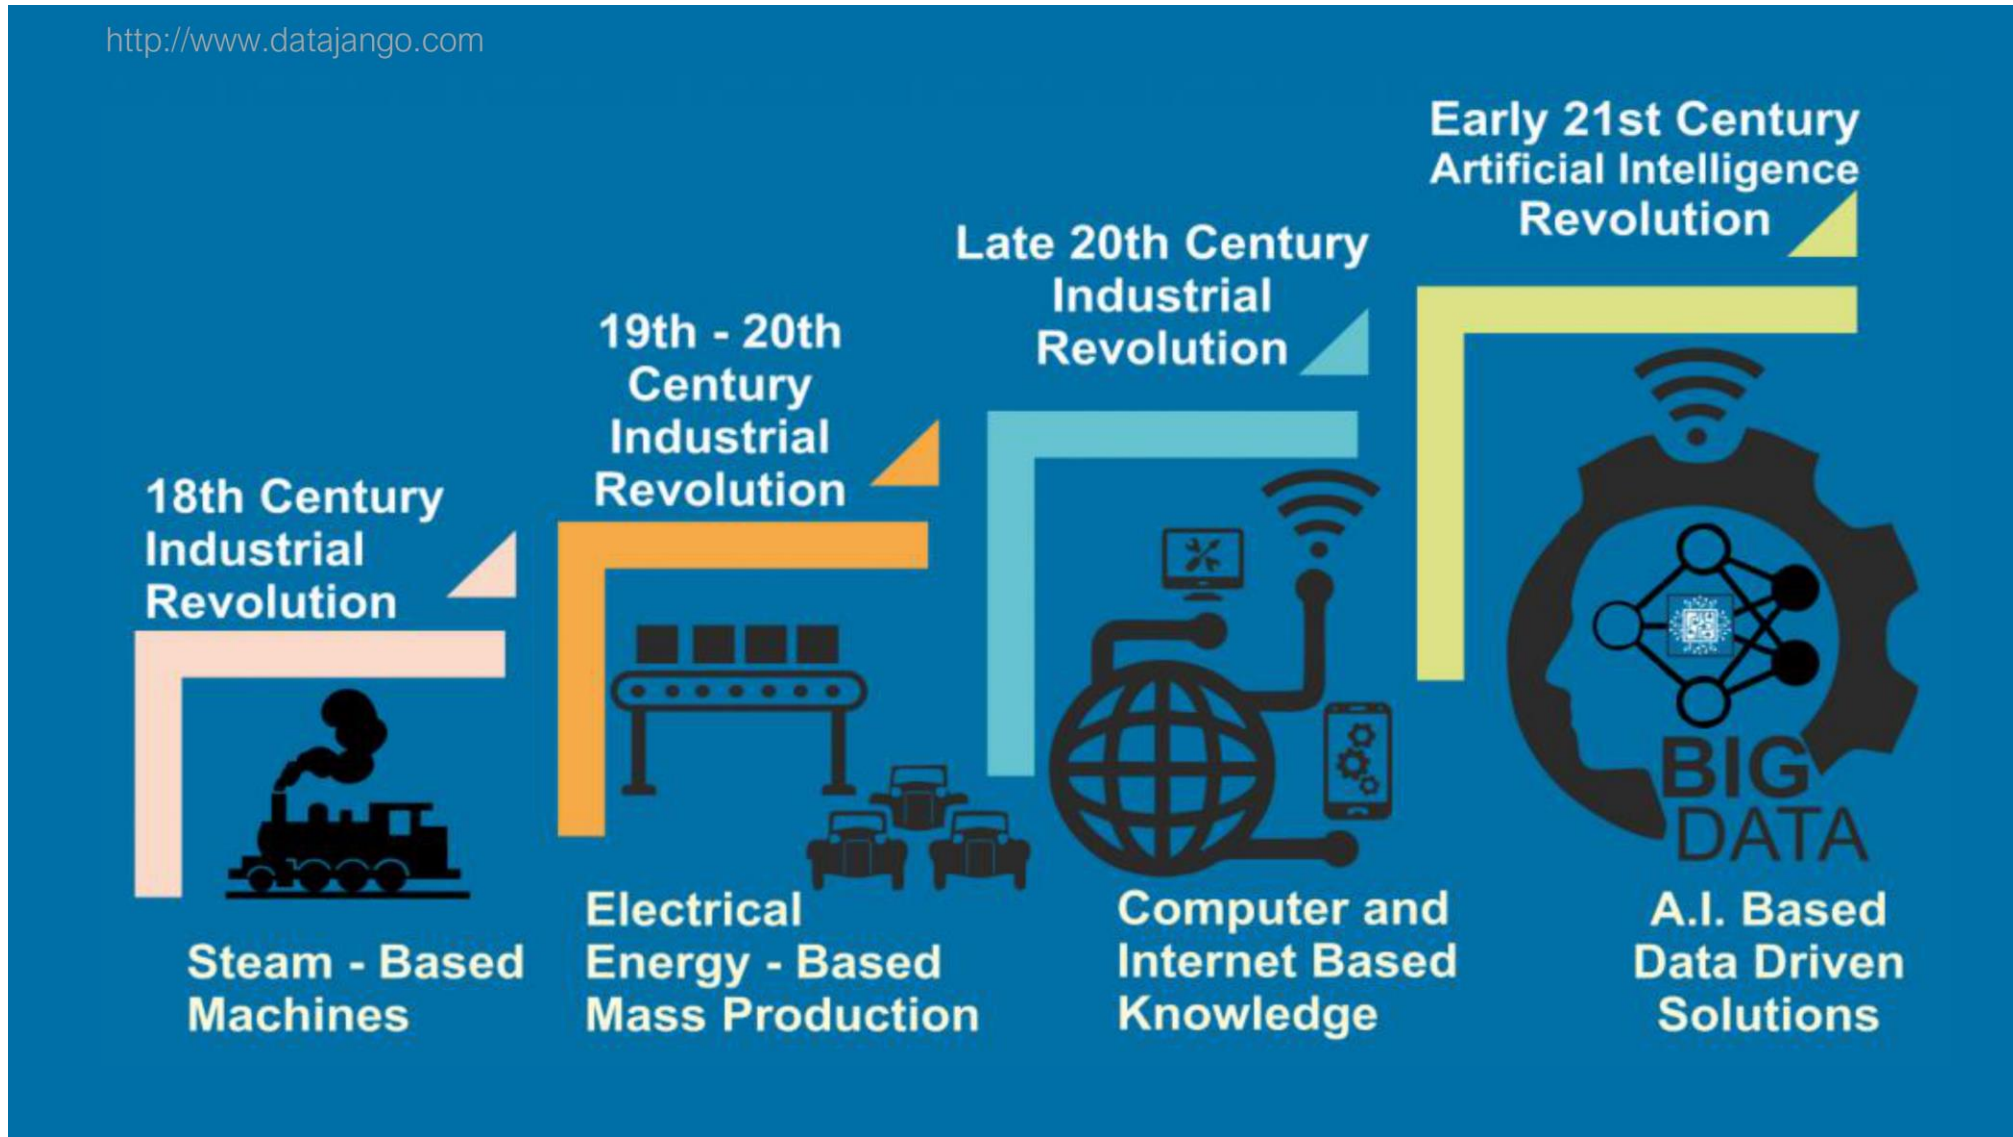 http://www.datajango.com
18th Century
Industrial
Revolution
Steam - Based
Machines
19th - 20th
Century
Industrial
Revolution
Electrical
Energy - Based
Mass Production
Late 20th Century
Industrial
Revolution
Computer and
Internet Based
Knowledge
Early 21st Century
Artificial Intelligence
Revolution
BIG
DATA
A.I. Based
Data Driven
Solutions